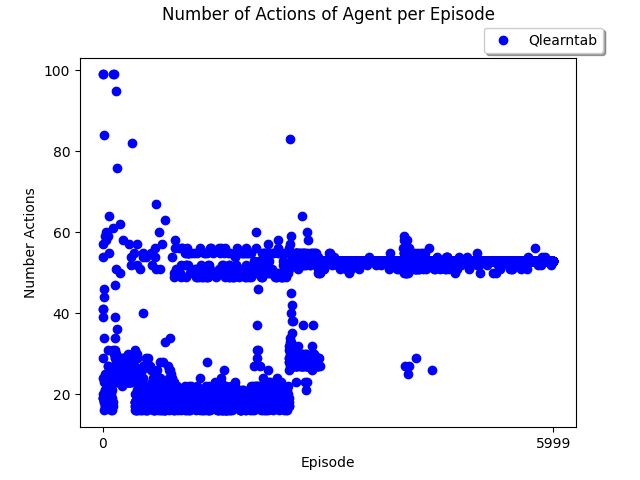 Number of Actions of Agent per Episode
Qlearntab
100
80
60
40
20
Number Actions
0
5999
Episode